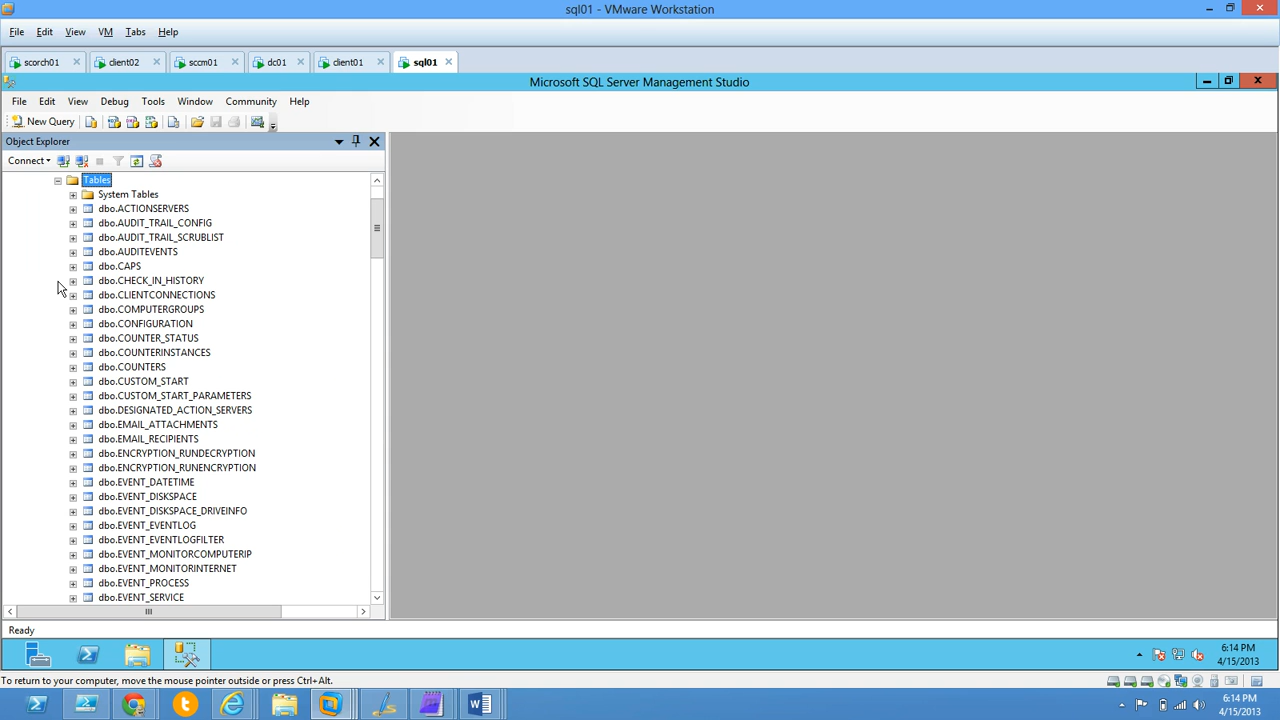 sql01 - VMware Workstation
File Edit View VM Tabs Help
scorch01 client02 sccm01 dc01 client01 sql01
Microsoft SQL Server Management Studio
File Edit View Debug Tools Window Community Help
New Query
Object Explorer
Connect
Tables
System Tables
dbo.ACTIONSERVERS
dbo.AUDIT_TRAIL_CONFIG
dbo.AUDIT_TRAIL_SCRUBLIST
dbo.AUDITEVENTS
dbo.CAPS
dbo.CHECK_IN_HISTORY
dbo.CLIENTCONNECTIONS
dbo.COMPUTERGROUPS
dbo.CONFIGURATION
dbo.COUNTER_STATUS
dbo.COUNTERINSTANCES
dbo.COUNTERS
dbo.CUSTOM_START
dbo.CUSTOM_START_PARAMETERS
dbo.DESIGNATED_ACTION_SERVERS
dbo.EMAIL_ATTACHMENTS
dbo.EMAIL_RECIPIENTS
dbo.ENCRYPTION_RUNDECRYPTION
dbo.ENCRYPTION_RUNENCRYPTION
dbo.EVENT_DATETIME
dbo.EVENT_DISKSPACE
dbo.EVENT_DISKSPACE_DRIVEINFO
dbo.EVENT_EVENTLOG
dbo.EVENT_EVENTLOGFILTER
dbo.EVENT_MONITORCOMPUTERIP
dbo.EVENT_MONITORINTERNET
dbo.EVENT_PROCESS
dbo.EVENT_SERVICE
Ready
6:14 PM
4/15/2013
To return to your computer, move the mouse pointer outside or press Ctrl+Alt.
6:14 PM
4/15/2013